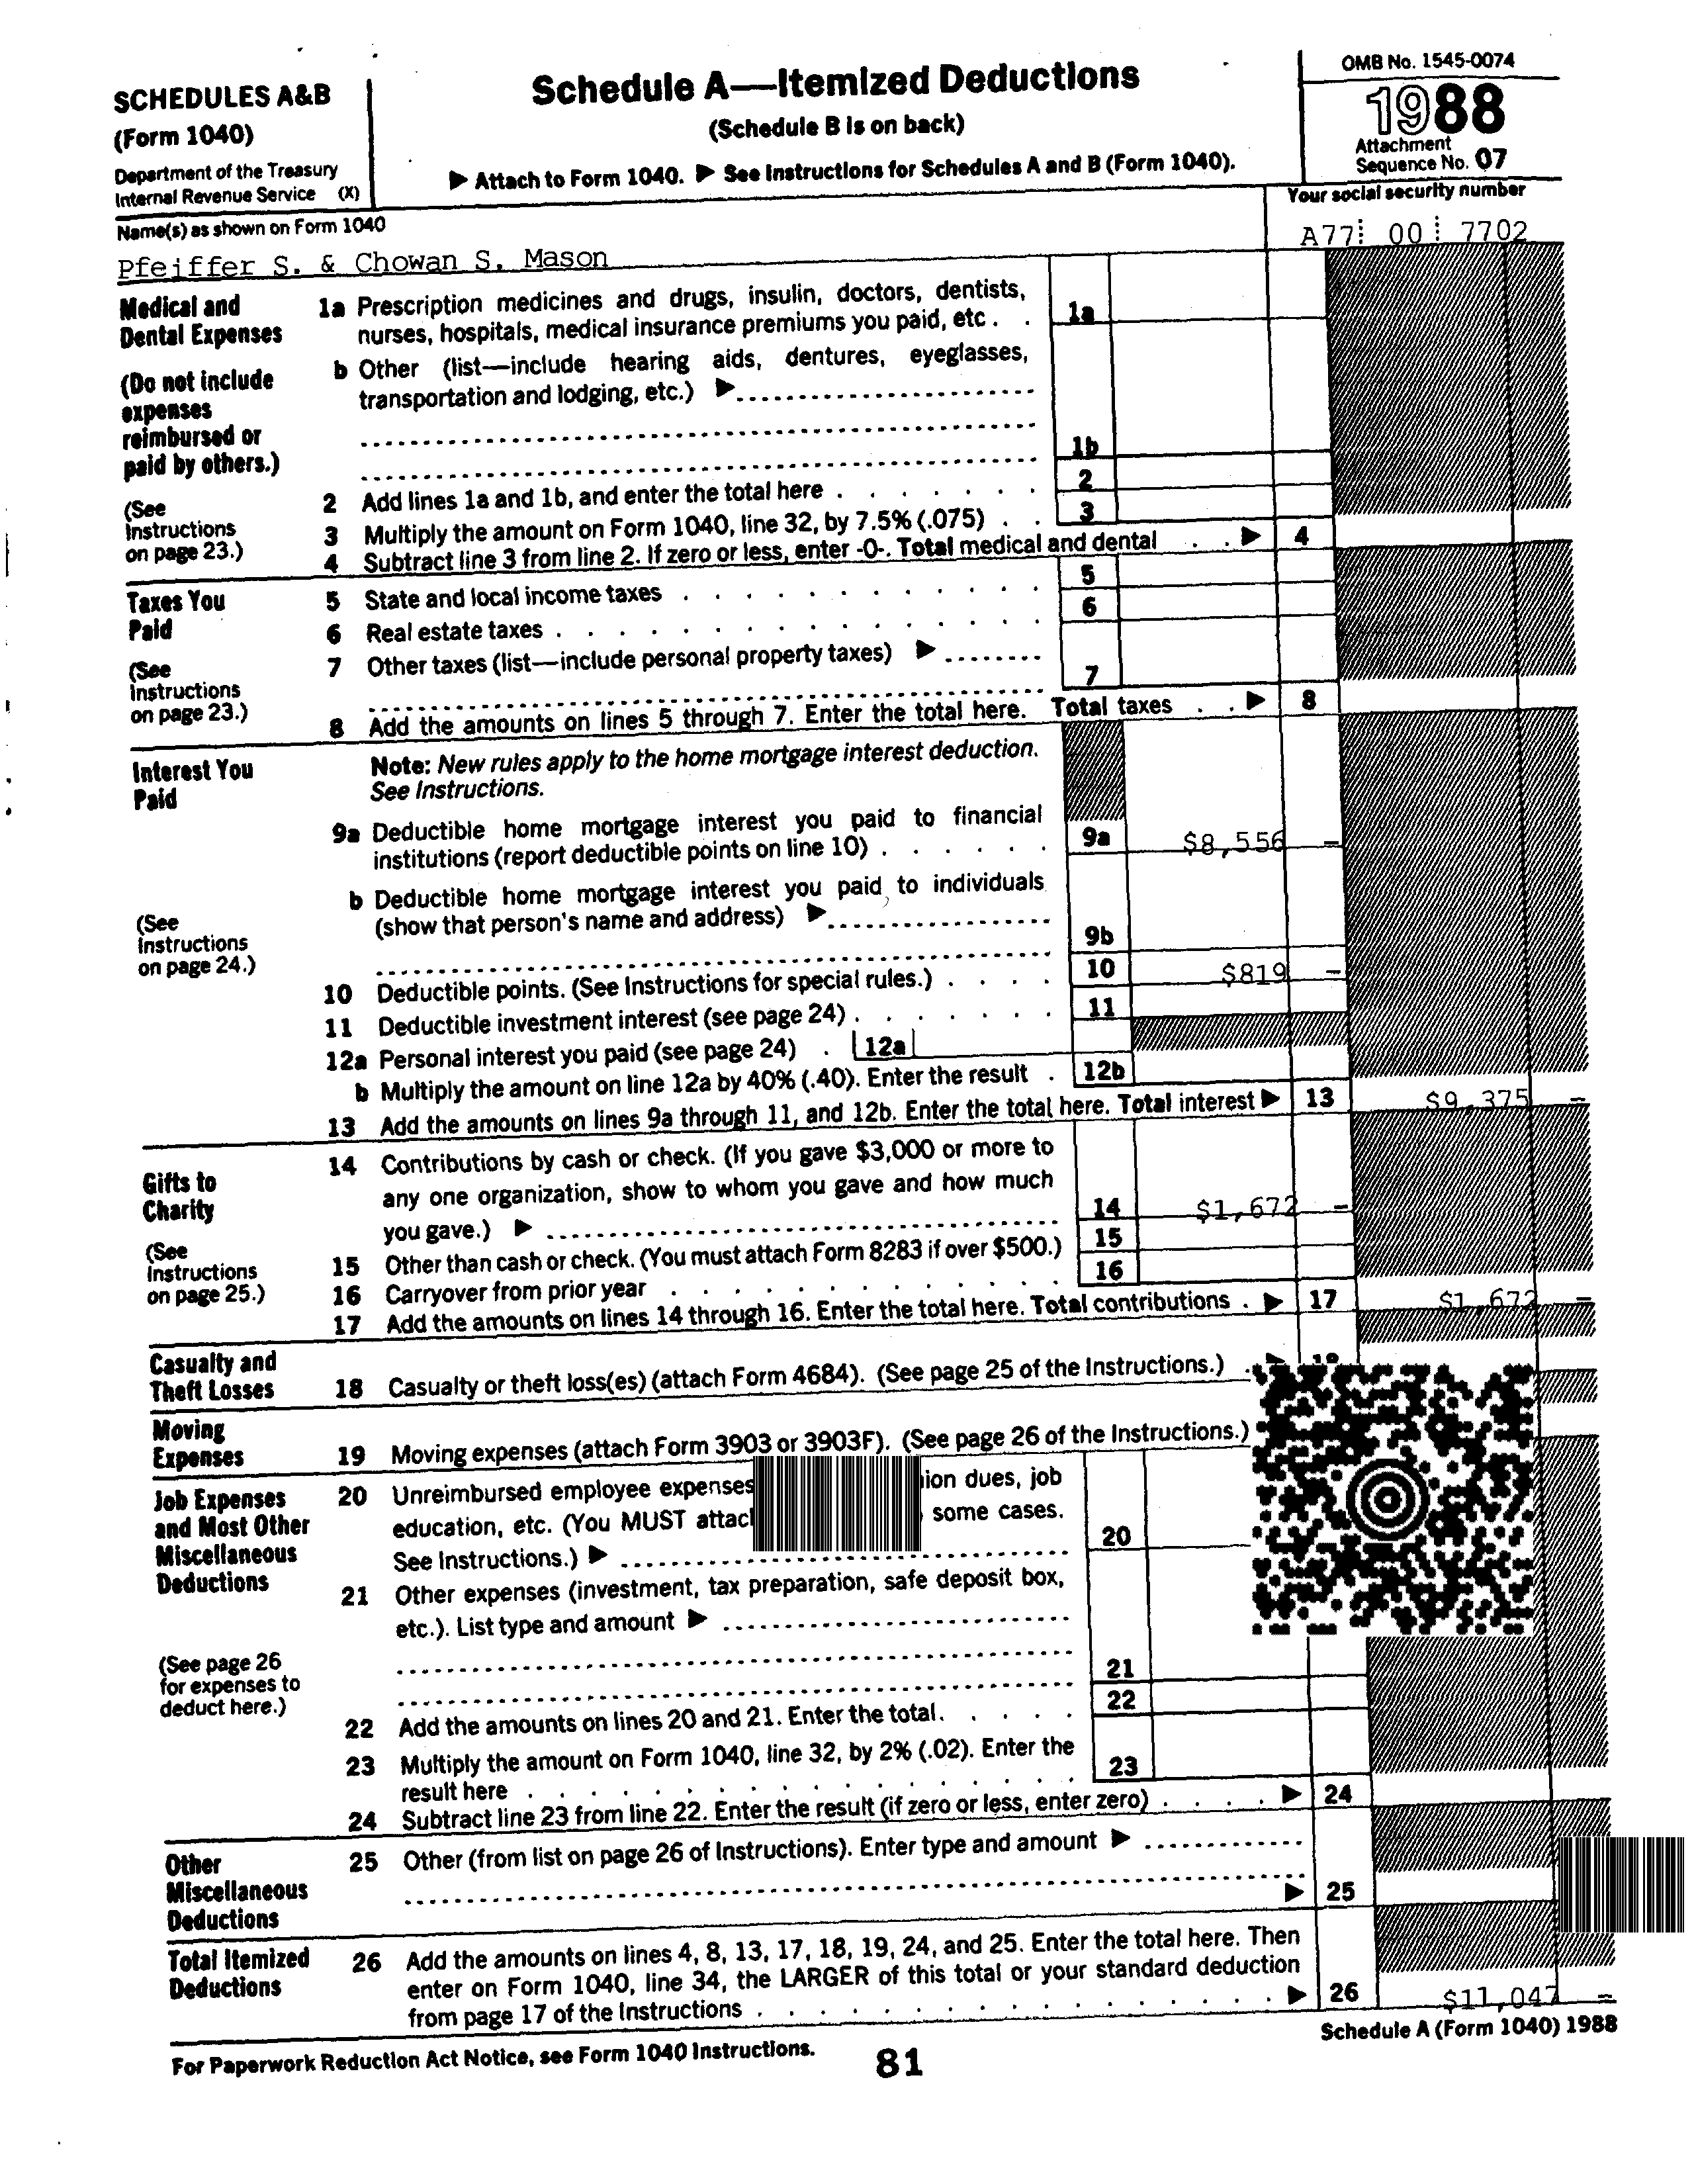 SCHEDULES A&B
(Form 1040)
Department of the Treasury
Internal Revenue Service (X)
Schedule A—Itemized Deductions
(Schedule B is on back)
▶ Attach to Form 1040. ▶ See Instructions for Schedules A and B (Form 1040).
OMB No. 1545-0074
1988
Attachment
Sequence No. 07
Name(s) as shown on Form 1040
Your social security number
Pfeiffer S. & Chowan S. Mason
A77 00 7702
Medical and
Dental Expenses
(Do not include
expenses
reimbursed or
paid by others.)
(See
Instructions
on page 23.)
1a Prescription medicines and drugs, insulin, doctors, dentists,
nurses, hospitals, medical insurance premiums you paid, etc . . 1a
b Other (list—include hearing aids, dentures, eyeglasses,
transportation and lodging, etc.) ▶
1b
2 Add lines 1a and 1b, and enter the total here . . . . . . . 2
3 Multiply the amount on Form 1040, line 32, by 7.5% (.075) . . 3
4 Subtract line 3 from line 2. If zero or less, enter -0-. Total medical and dental . . ▶ 4
Taxes You
Paid
(See
Instructions
on page 23.)
5 State and local income taxes . . . . . . . . . . . . 5
6 Real estate taxes . . . . . . . . . . . . . . . . 6
7 Other taxes (list—include personal property taxes) ▶
7
8 Add the amounts on lines 5 through 7. Enter the total here. Total taxes . . ▶ 8
Interest You
Paid
(See
Instructions
on page 24.)
Note: New rules apply to the home mortgage interest deduction.
See Instructions.
9a Deductible home mortgage interest you paid to financial
institutions (report deductible points on line 10) . . . . . . 9a $8,556 –
b Deductible home mortgage interest you paid to individuals
(show that person's name and address) ▶
9b
10 Deductible points. (See Instructions for special rules.) . . . . 10 $819 –
11 Deductible investment interest (see page 24) . . . . . . . 11
12a Personal interest you paid (see page 24) . 12a
b Multiply the amount on line 12a by 40% (.40). Enter the result . 12b
13 Add the amounts on lines 9a through 11, and 12b. Enter the total here. Total interest ▶ 13 $9,375 –
Gifts to
Charity
(See
Instructions
on page 25.)
14 Contributions by cash or check. (If you gave $3,000 or more to
any one organization, show to whom you gave and how much
you gave.) ▶ 14 $1,672 –
15 Other than cash or check. (You must attach Form 8283 if over $500.) 15
16 Carryover from prior year . . . . . . . . . . . . . 16
17 Add the amounts on lines 14 through 16. Enter the total here. Total contributions . ▶ 17 $1,672 –
Casualty and
Theft Losses
18 Casualty or theft loss(es) (attach Form 4684). (See page 25 of the Instructions.) . ▶
Moving
Expenses
19 Moving expenses (attach Form 3903 or 3903F). (See page 26 of the Instructions.)
Job Expenses
and Most Other
Miscellaneous
Deductions
(See page 26
for expenses to
deduct here.)
20 Unreimbursed employee expenses dues, job
education, etc. (You MUST some cases.
See Instructions.) ▶ 20
21 Other expenses (investment, tax preparation, safe deposit box,
etc.). List type and amount ▶
21
22 Add the amounts on lines 20 and 21. Enter the total. . . . . 22
23 Multiply the amount on Form 1040, line 32, by 2% (.02). Enter the
result here . . . . . . . . . . . . . . . . 23
24 Subtract line 23 from line 22. Enter the result (if zero or less, enter zero) . . . . ▶ 24
Other
Miscellaneous
Deductions
25 Other (from list on page 26 of Instructions). Enter type and amount ▶
▶ 25
Total Itemized
Deductions
26 Add the amounts on lines 4, 8, 13, 17, 18, 19, 24, and 25. Enter the total here. Then
enter on Form 1040, line 34, the LARGER of this total or your standard deduction
from page 17 of the Instructions . . . . . . . . . . . . . . . . ▶ 26 $11,047 –
For Paperwork Reduction Act Notice, see Form 1040 Instructions.
81
Schedule A (Form 1040) 1988